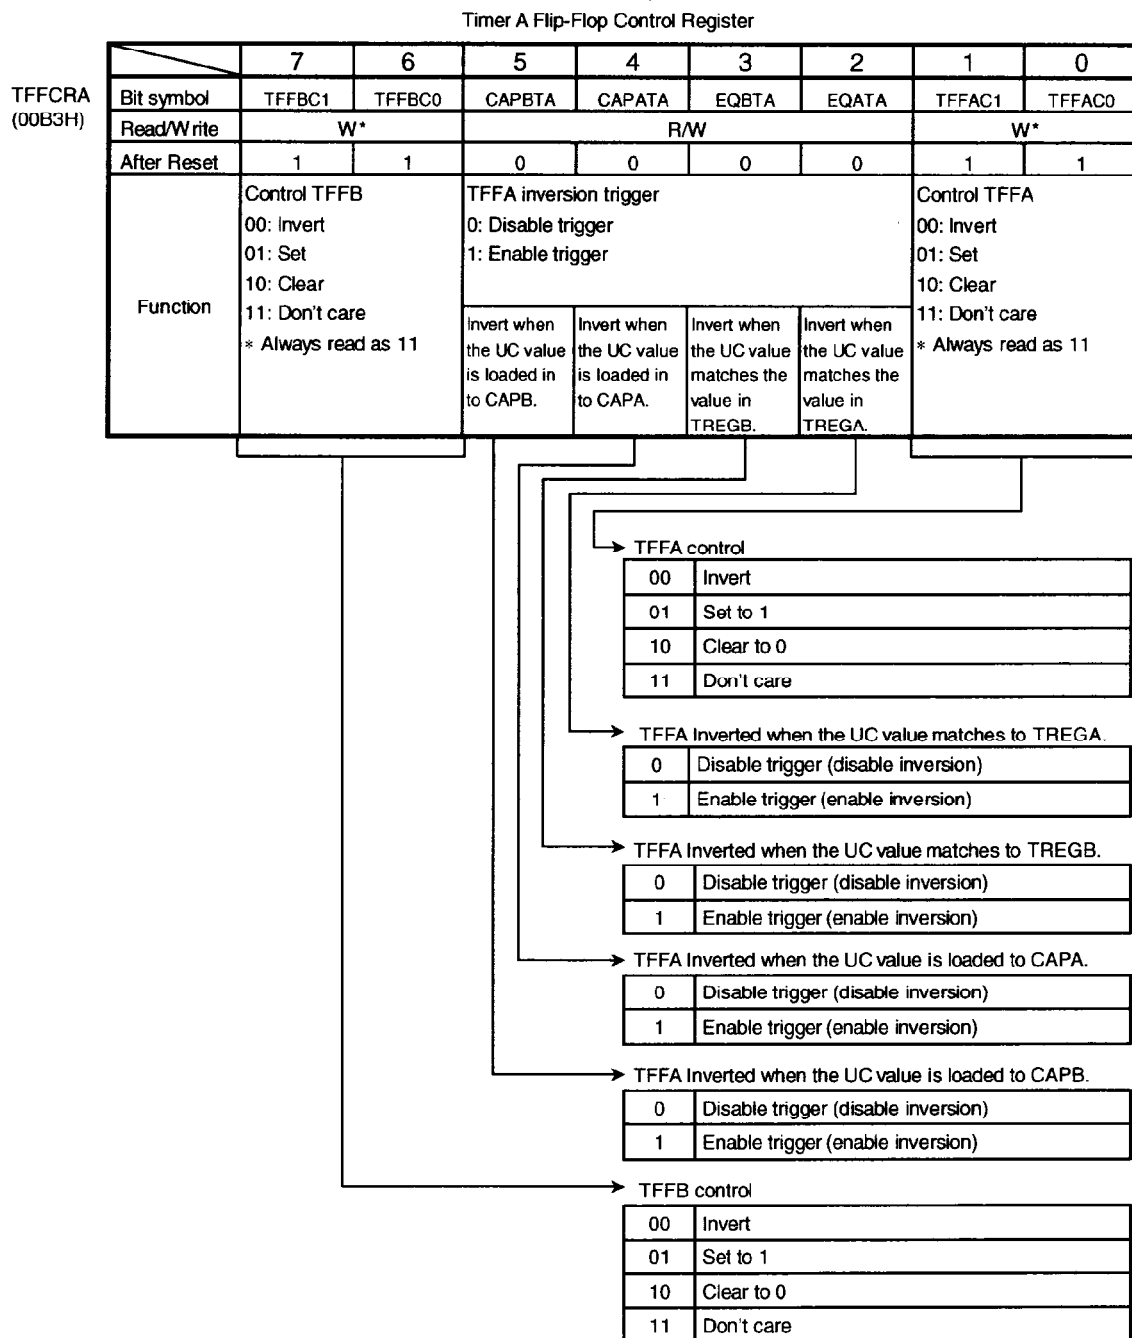 Timer A Flip-Flop Control Register
7 6 5 4 3 2 1 0
TFFCRA
(00B3H)
Bit symbol TFFBC1 TFFBC0 CAPBTA CAPATA EQBTA EQATA TFFAC1 TFFAC0
Read/Write W* R/W W*
After Reset 1 1 0 0 0 0 1 1
Function
Control TFFB
00: Invert
01: Set
10: Clear
11: Don't care
* Always read as 11
TFFA inversion trigger
0: Disable trigger
1: Enable trigger
Invert when
the UC value
is loaded in
to CAPB.
Invert when
the UC value
is loaded in
to CAPA.
Invert when
the UC value
matches the
value in
TREGB.
Invert when
the UC value
matches the
value in
TREGA.
Control TFFA
00: Invert
01: Set
10: Clear
11: Don't care
* Always read as 11
TFFA control
00 Invert
01 Set to 1
10 Clear to 0
11 Don't care
TFFA Inverted when the UC value matches to TREGA.
0 Disable trigger (disable inversion)
1 Enable trigger (enable inversion)
TFFA Inverted when the UC value matches to TREGB.
0 Disable trigger (disable inversion)
1 Enable trigger (enable inversion)
TFFA Inverted when the UC value is loaded to CAPA.
0 Disable trigger (disable inversion)
1 Enable trigger (enable inversion)
TFFA Inverted when the UC value is loaded to CAPB.
0 Disable trigger (disable inversion)
1 Enable trigger (enable inversion)
TFFB control
00 Invert
01 Set to 1
10 Clear to 0
11 Don't care